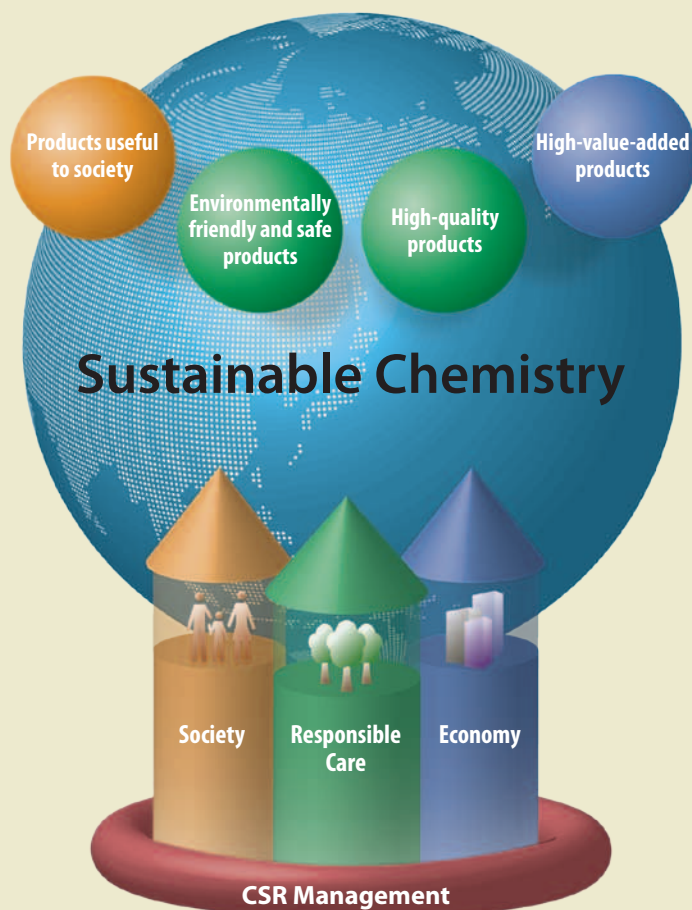 Products useful
to society
Environmentally
friendly and safe
products
High-quality
products
High-value-added
products
Sustainable Chemistry
Society
Responsible
Care
Economy
CSR Management